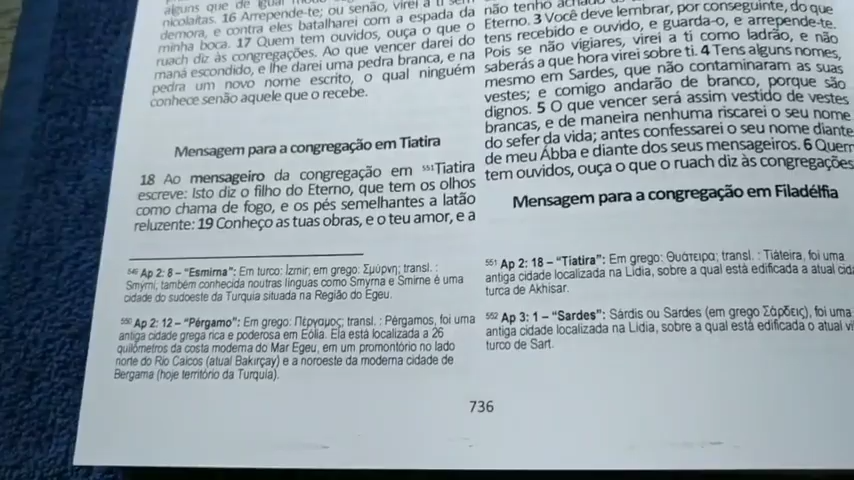 alguns que de igual modo
nicolaítas. 16 Arrepende-te; ou senão, virei a ti sem
demora, e contra eles batalharei com a espada da
minha boca. 17 Quem tem ouvidos, ouça o que o
ruach diz às congregações. Ao que vencer darei do
maná escondido, e lhe darei uma pedra branca, e na
pedra um novo nome escrito, o qual ninguém
conhece senão aquele que o recebe.
Mensagem para a congregação em Tiatira
18 Ao mensageiro da congregação em 551Tiatira
escreve: Isto diz o filho do Eterno, que tem os olhos
como chama de fogo, e os pés semelhantes a latão
reluzente: 19 Conheço as tuas obras, e o teu amor, e a
549 Ap 2: 8 – “Esmirna”: Em turco: İzmir; em grego: Σμύρνη; transl. :
Smýrni, também conhecida noutras línguas como Smyrna e Smirne é uma
cidade do sudoeste da Turquia situada na Região do Egeu.
550 Ap 2: 12 – “Pérgamo”: Em grego: Πέργαμος; transl. : Pérgamos, foi uma
antiga cidade grega rica e poderosa em Eólia. Ela está localizada a 26
quilômetros da costa moderna do Mar Egeu, em um promontório no lado
norte do Rio Caicos (atual Bakırçay) e a noroeste da moderna cidade de
Bergama (hoje território da Turquia).
não tenho achado
Eterno. 3 Você deve lembrar, por conseguinte, do que
tens recebido e ouvido, e guarda-o, e arrepende-te.
Pois se não vigiares, virei a ti como ladrão, e não
saberás a que hora virei sobre ti. 4 Tens alguns nomes,
mesmo em Sardes, que não contaminaram as suas
vestes; e comigo andarão de branco, porque são
dignos. 5 O que vencer será assim vestido de vestes
brancas, e de maneira nenhuma riscarei o seu nome
do sefer da vida; antes confessarei o seu nome diante
de meu Ábba e diante dos seus mensageiros. 6 Quem
tem ouvidos, ouça o que o ruach diz às congregações
Mensagem para a congregação em Filadélfia
551 Ap 2: 18 – “Tiatira”: Em grego: Θυάτειρα; transl. : Tiáteira, foi uma
antiga cidade localizada na Lídia, sobre a qual está edificada a atual
turca de Akhisar.
552 Ap 3: 1 – “Sardes”: Sárdis ou Sardes (em grego Σάρδεις), foi uma
antiga cidade localizada na Lídia, sobre a qual está edificada o atual
turco de Sart.
736